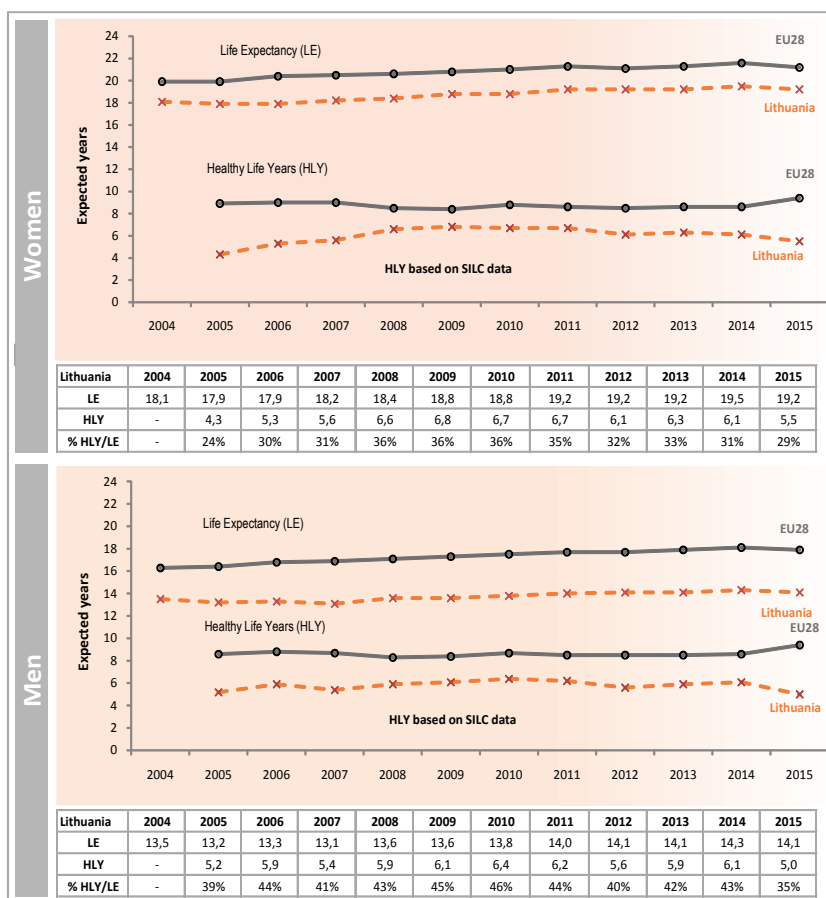 Women
Expected years
24
22
20
18
16
14
12
10
8
6
4
2
0
Life Expectancy (LE)
EU28
Lithuania
Healthy Life Years (HLY)
EU28
Lithuania
HLY based on SILC data
2004 2005 2006 2007 2008 2009 2010 2011 2012 2013 2014 2015
Lithuania 2004 2005 2006 2007 2008 2009 2010 2011 2012 2013 2014 2015
LE 18,1 17,9 17,9 18,2 18,4 18,8 18,8 19,2 19,2 19,2 19,5 19,2
HLY - 4,3 5,3 5,6 6,6 6,8 6,7 6,7 6,1 6,3 6,1 5,5
% HLY/LE - 24% 30% 31% 36% 36% 36% 35% 32% 33% 31% 29%
Men
Expected years
24
22
20
18
16
14
12
10
8
6
4
2
0
Life Expectancy (LE)
EU28
Lithuania
Healthy Life Years (HLY)
EU28
Lithuania
HLY based on SILC data
2004 2005 2006 2007 2008 2009 2010 2011 2012 2013 2014 2015
Lithuania 2004 2005 2006 2007 2008 2009 2010 2011 2012 2013 2014 2015
LE 13,5 13,2 13,3 13,1 13,6 13,6 13,8 14,0 14,1 14,1 14,3 14,1
HLY - 5,2 5,9 5,4 5,9 6,1 6,4 6,2 5,6 5,9 6,1 5,0
% HLY/LE - 39% 44% 41% 43% 45% 46% 44% 40% 42% 43% 35%